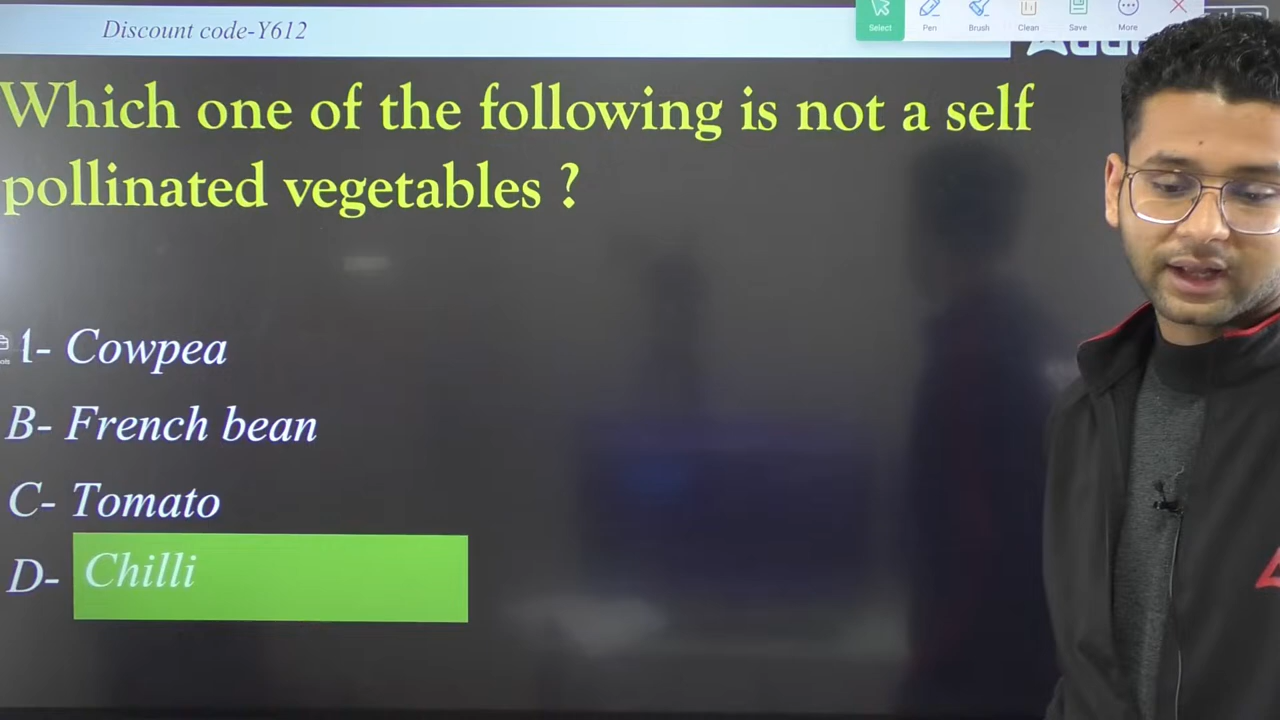 Discount code-Y612
Select
Pen
Brush
Clean
Save
More
Which one of the following is not a self
pollinated vegetables ?
1- Cowpea
B- French bean
C- Tomato
D- Chilli